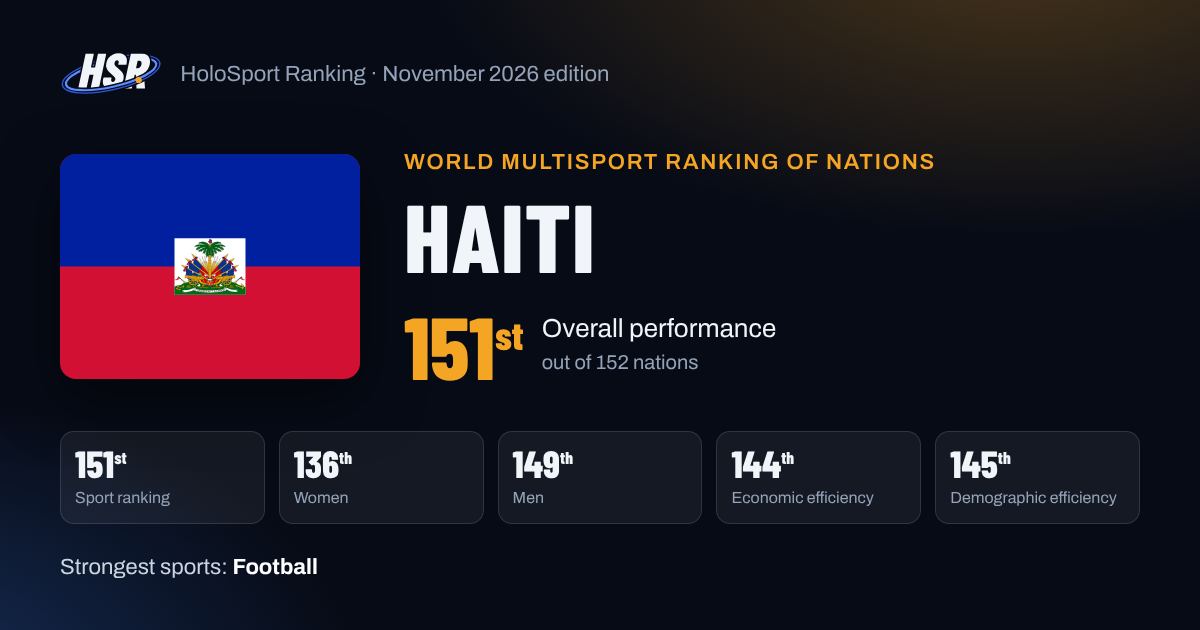 HSR
HoloSport Ranking · November 2026 edition
WORLD MULTISPORT RANKING OF NATIONS
HAITI
151st
Overall performance
out of 152 nations
151st
Sport ranking
136th
Women
149th
Men
144th
Economic efficiency
145th
Demographic efficiency
Strongest sports: Football